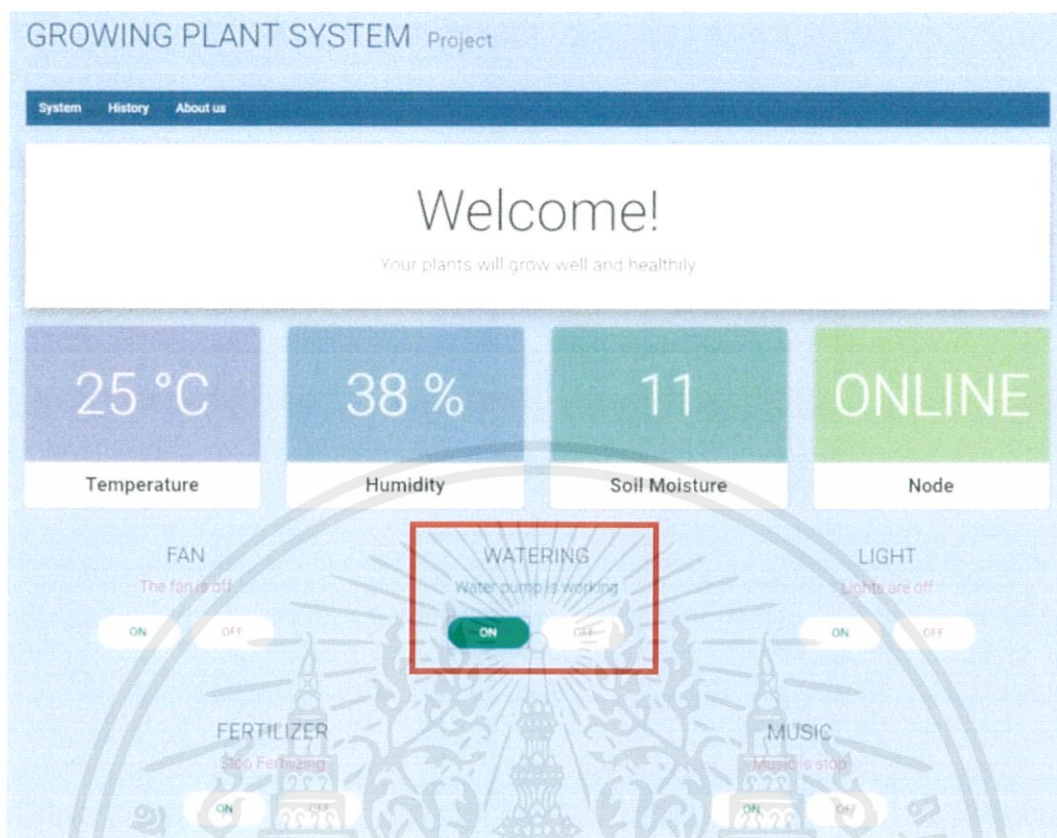 GROWING PLANT SYSTEM Project
System History About us
Welcome!
Your plants will grow well and healthily
25 °C
38 %
11
ONLINE
Temperature
Humidity
Soil Moisture
Node
FAN
The fan is off
ON OFF
WATERING
Water pump is working
ON OFF
LIGHT
Lights are off
ON OFF
FERTILIZER
Stop Fertilizing
ON OFF
MUSIC
Music is stop
ON OFF